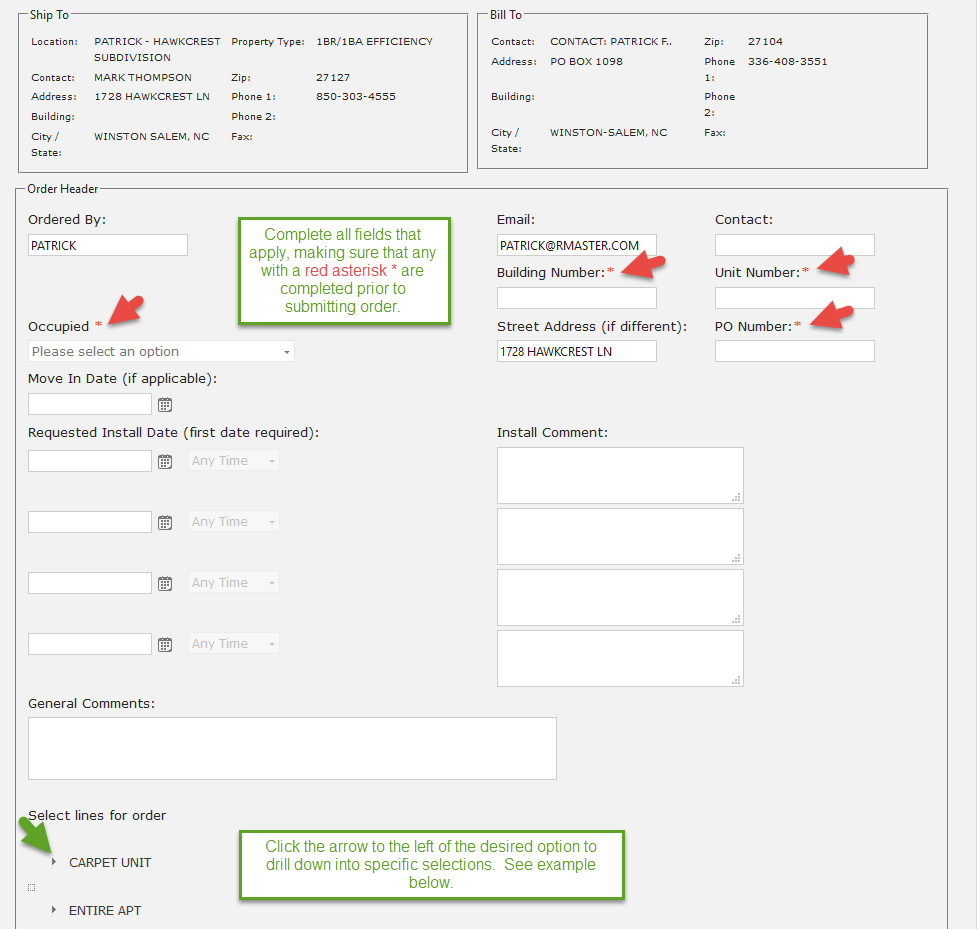 Ship To
Location: PATRICK - HAWKCREST SUBDIVISION Property Type: 1BR/1BA EFFICIENCY
Contact: MARK THOMPSON Zip: 27127
Address: 1728 HAWKCREST LN Phone 1: 850-303-4555
Building: Phone 2:
City / State: WINSTON SALEM, NC Fax:
Bill To
Contact: CONTACT: PATRICK F.. Zip: 27104
Address: PO BOX 1098 Phone 1: 336-408-3551
Building: Phone 2:
City / State: WINSTON-SALEM, NC Fax:
Order Header
Ordered By:
PATRICK
Complete all fields that
apply, making sure that any
with a red asterisk * are
completed prior to
submitting order.
Email:
PATRICK@RMASTER.COM
Contact:
Building Number:*
Unit Number:*
Occupied *
Please select an option
Street Address (if different):
1728 HAWKCREST LN
PO Number:*
Move In Date (if applicable):
Requested Install Date (first date required):
Install Comment:
Any Time
Any Time
Any Time
Any Time
General Comments:
Select lines for order
CARPET UNIT
Click the arrow to the left of the desired option to
drill down into specific selections. See example
below.
ENTIRE APT